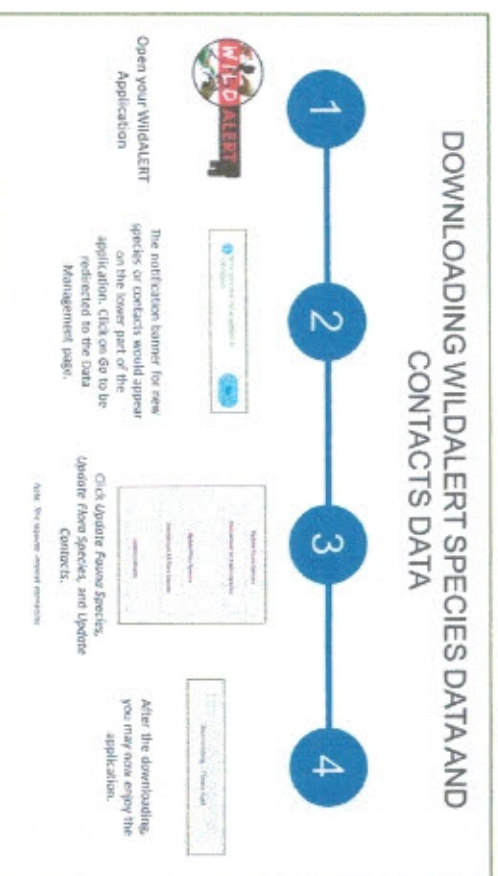 DOWNLOADING WILDALERT SPECIES DATA AND
CONTACTS DATA
1
2
3
4
WILD ALERT
Open your WildALERT
Application
Go
The notification banner for new
species or contacts would appear
on the lower part of the
application. Click on Go to be
redirected to the Data
Management page.
Click Update Fauna Species,
Update Flora Species, and Update
Contacts.
After the downloading,
you may now enjoy the
application.